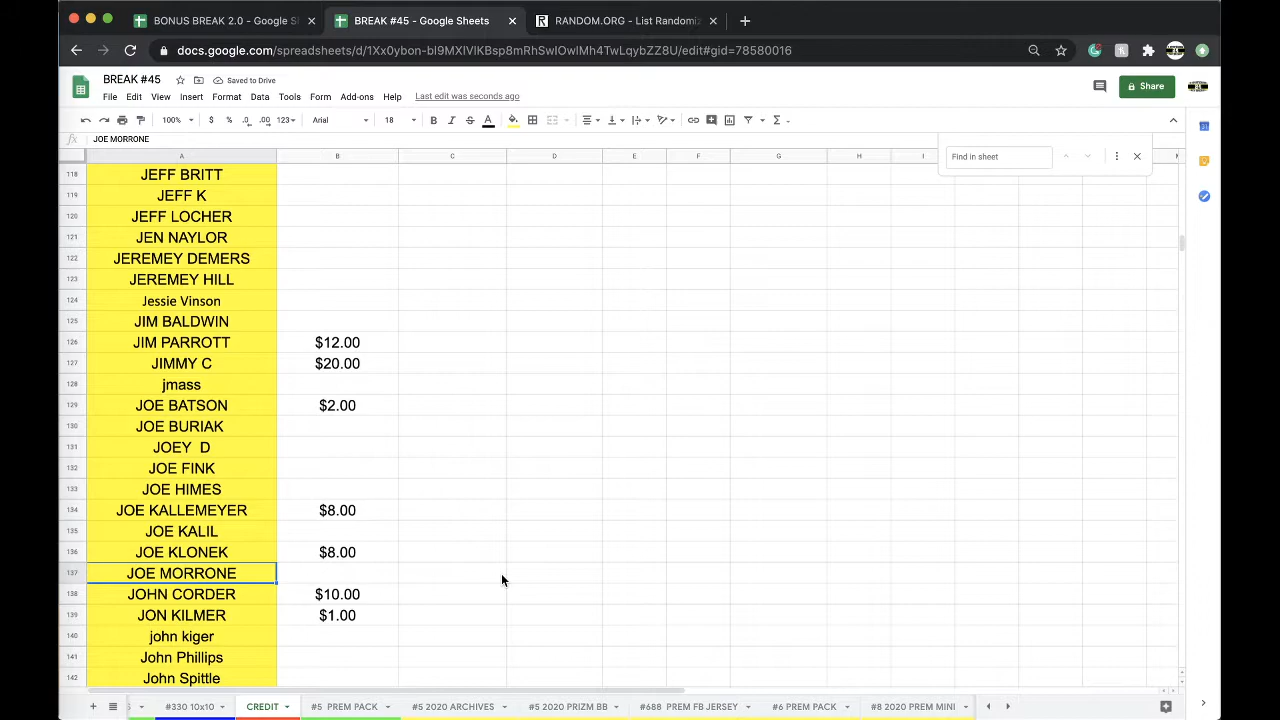 BONUS BREAK 2.0 - Google S
BREAK #45 - Google Sheets
RANDOM.ORG - List Randomi
docs.google.com/spreadsheets/d/1Xx0ybon-bI9MXIVIKBsp8mRhSwIOwIMh4TwLqybZZ8U/edit#gid=78580016
BREAK #45
Saved to Drive
File Edit View Insert Format Data Tools Form Add-ons Help Last edit was seconds ago
Share
100% $ % .0 .00 123 Arial 18 B I S A
fx JOE MORRONE
Find in sheet
A B C D E F G H I
118 JEFF BRITT
119 JEFF K
120 JEFF LOCHER
121 JEN NAYLOR
122 JEREMEY DEMERS
123 JEREMEY HILL
124 Jessie Vinson
125 JIM BALDWIN
126 JIM PARROTT $12.00
127 JIMMY C $20.00
128 jmass
129 JOE BATSON $2.00
130 JOE BURIAK
131 JOEY D
132 JOE FINK
133 JOE HIMES
134 JOE KALLEMEYER $8.00
135 JOE KALIL
136 JOE KLONEK $8.00
137 JOE MORRONE
138 JOHN CORDER $10.00
139 JON KILMER $1.00
140 john kiger
141 John Phillips
142 John Spittle
#330 10x10 CREDIT #5 PREM PACK #5 2020 ARCHIVES #5 2020 PRIZM BB #688 PREM FB JERSEY #6 PREM PACK #8 2020 PREM MINI